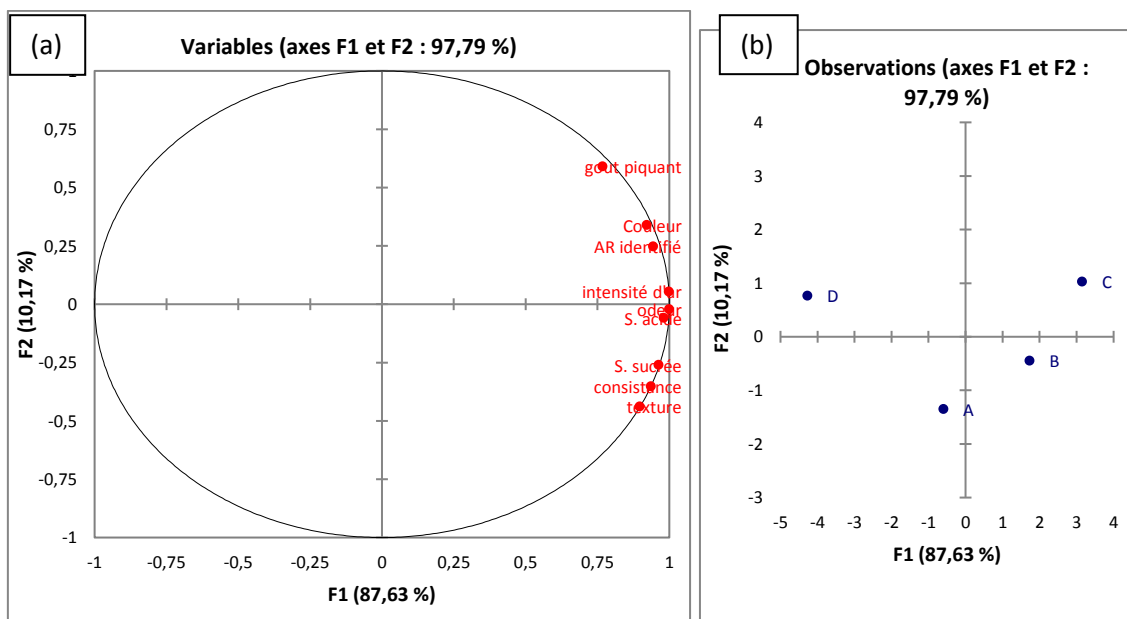 (a)
Variables (axes F1 et F2 : 97,79 %)
0,75
0,5
0,25
0
-0,25
-0,5
-0,75
-1
F2 (10,17 %)
gout piquant
Couleur
AR identifié
intensité d'ar
odeur
S. acide
S. sucrée
consistance
texture
-1
-0,75
-0,5
-0,25
0
0,25
0,5
0,75
1
F1 (87,63 %)
(b)
Observations (axes F1 et F2 :
97,79 %)
4
3
2
1
0
-1
-2
-3
F2 (10,17 %)
D
C
B
A
-5 -4 -3 -2 -1 0 1 2 3 4
F1 (87,63 %)